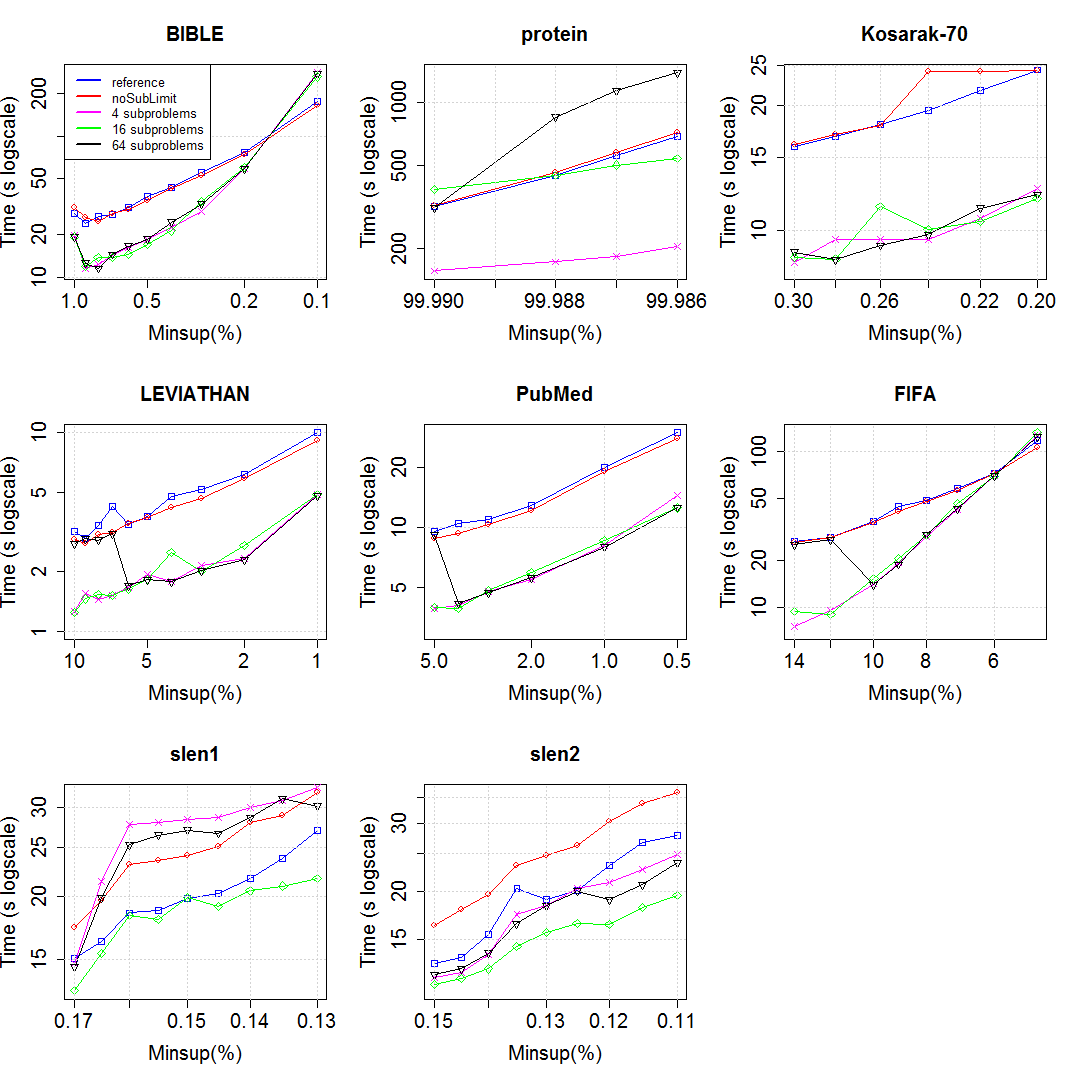 BIBLE
Time (s logscale)
200
50
20
10
reference
noSubLimit
4 subproblems
16 subproblems
64 subproblems
1.0 0.5 0.2 0.1
Minsup(%)
protein
Time (s logscale)
1000
500
200
99.990 99.988 99.986
Minsup(%)
Kosarak-70
Time (s logscale)
25
20
15
10
0.30 0.26 0.22 0.20
Minsup(%)
LEVIATHAN
Time (s logscale)
10
5
2
1
10 5 2 1
Minsup(%)
PubMed
Time (s logscale)
20
10
5
5.0 2.0 1.0 0.5
Minsup(%)
FIFA
Time (s logscale)
100
50
20
10
14 10 8 6
Minsup(%)
slen1
Time (s logscale)
30
25
20
15
0.17 0.15 0.14 0.13
Minsup(%)
slen2
Time (s logscale)
30
20
15
0.15 0.13 0.12 0.11
Minsup(%)